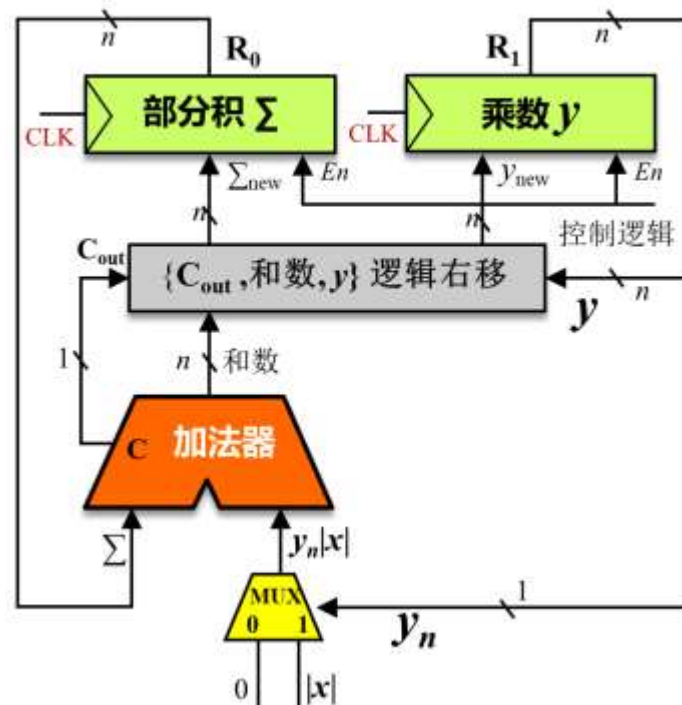 n
R₀
R₁
n
部分积 ∑
乘数 y
CLK
CLK
∑new
En
ynew
En
n
n
控制逻辑
Cout
{Cout ,和数, y} 逻辑右移
y
n
1
n
和数
C
加法器
∑
yn|x|
MUX
0 1
1
yn
0
|x|